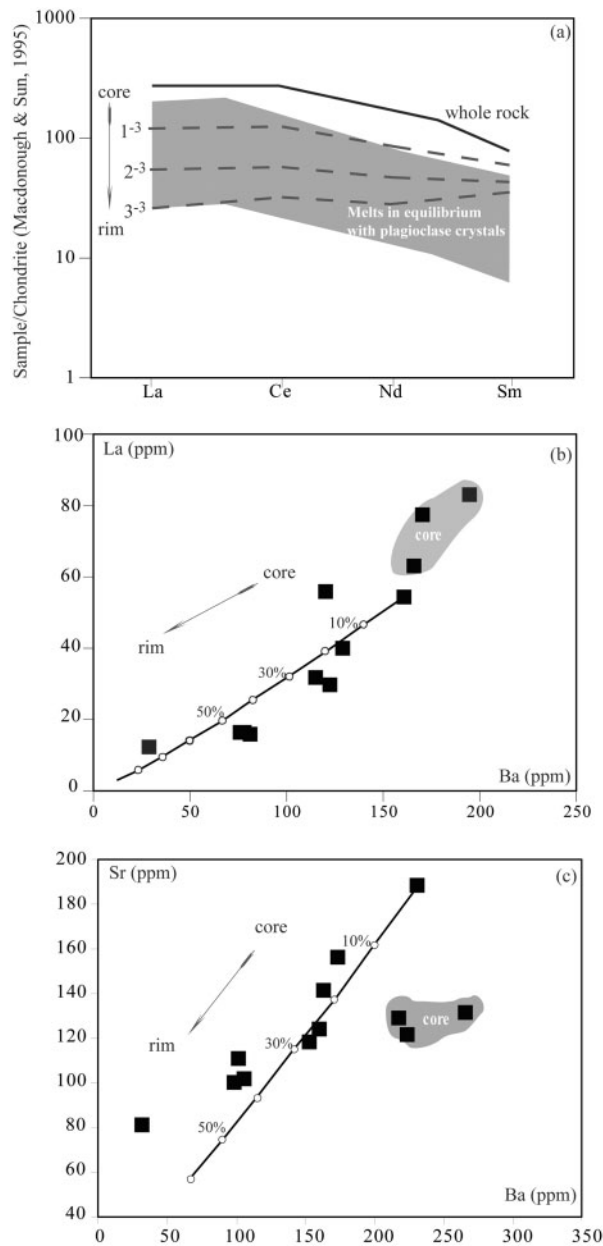 Sample/Chondrite (Macdonough & Sun, 1995)
1000
100
10
1
(a)
core
rim
1-3
2-3
3-3
whole rock
Melts in equilibrium
with plagioclase crystals
La
Ce
Nd
Sm
La (ppm)
(b)
100
80
60
40
20
0
core
core
rim
10%
30%
50%
Ba (ppm)
0
50
100
150
200
250
Sr (ppm)
(c)
200
180
160
140
120
100
80
60
40
core
rim
core
10%
30%
50%
Ba (ppm)
0
50
100
150
200
250
300
350